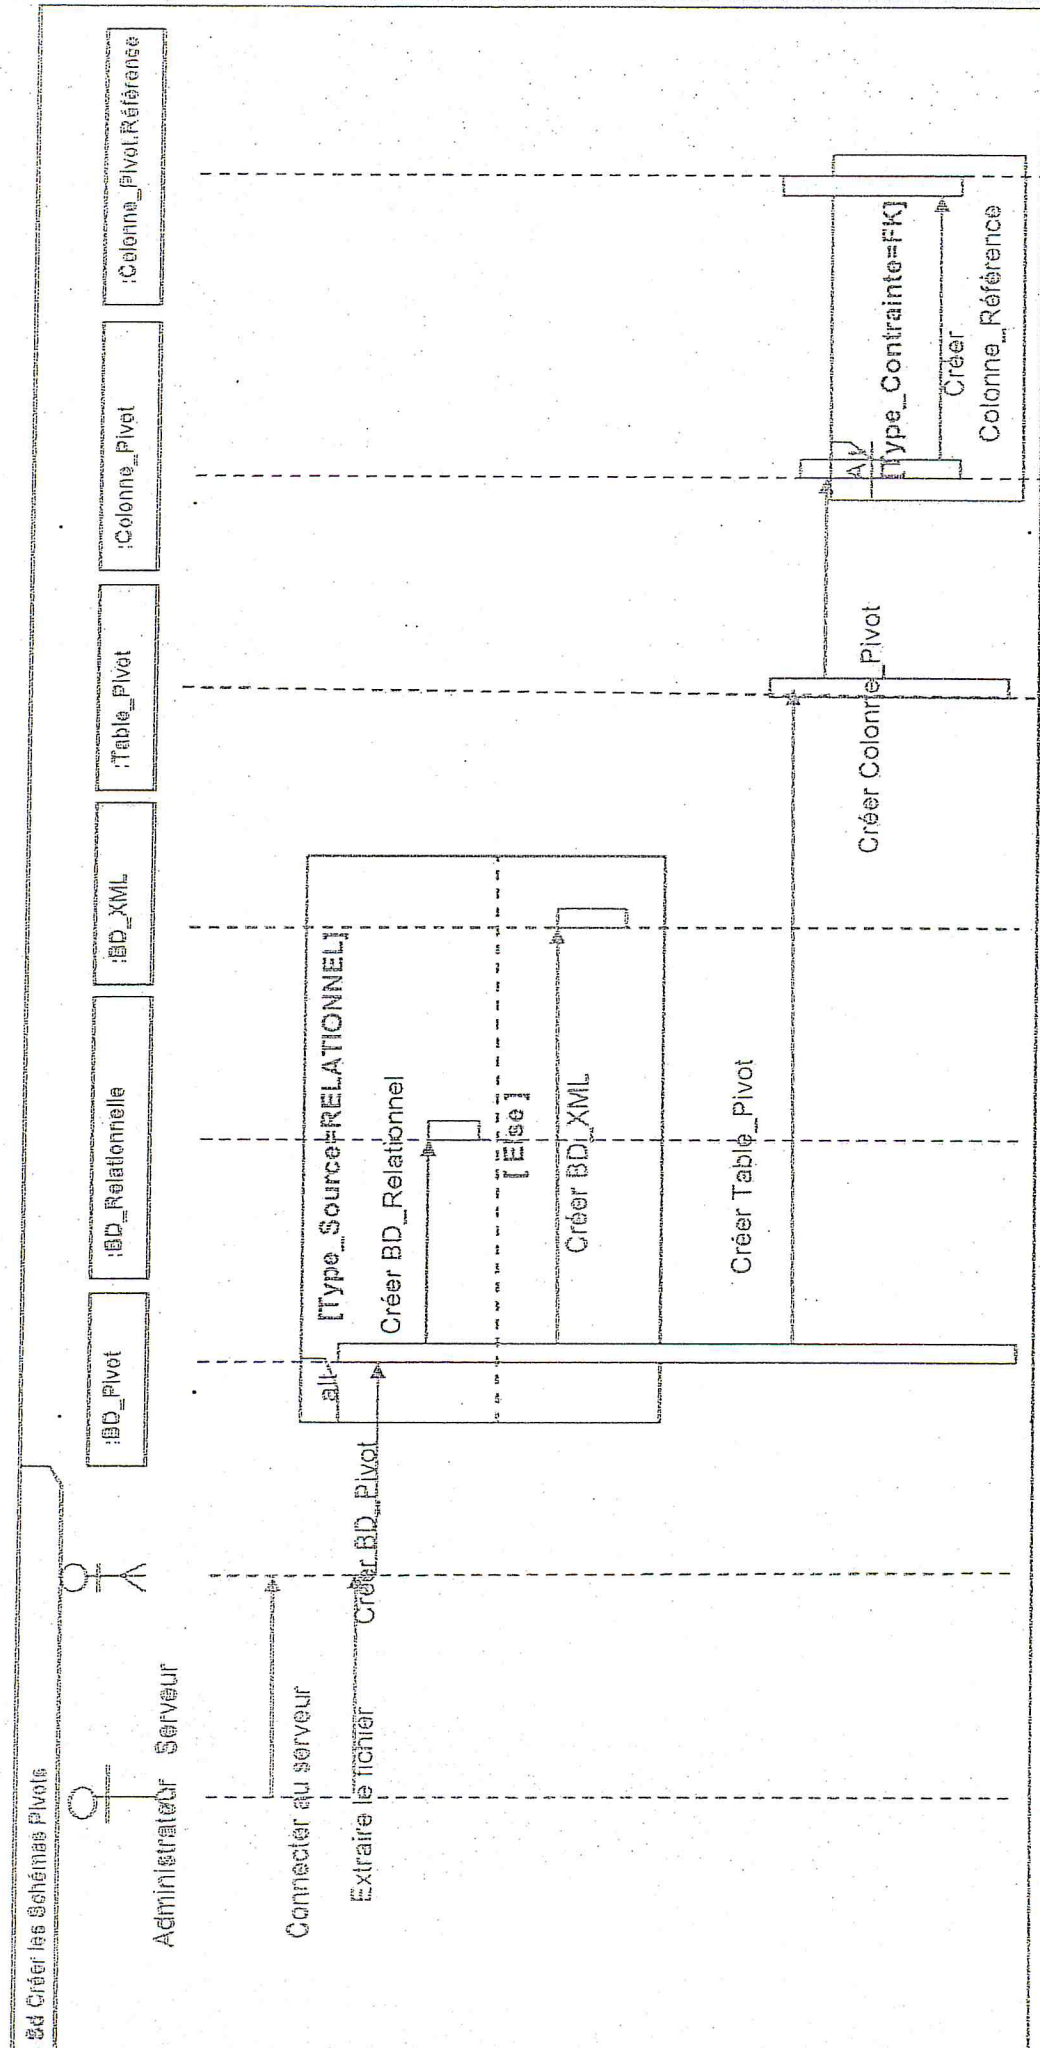 Sd Créer les Schémas Pivots
Administrateur
Serveur
:BD_Pivot
:BD_Relationnelle
:BD_XML
:Table_Pivot
:Colonne_Pivot
:Colonne_Pivot.Référence
Connecter au serveur
Extraire le fichier
Créer BD_Pivot
alt
[Type_Source=RELATIONNEL]
Créer BD_Relationnel
[Else]
Créer BD_XML
Créer Table_Pivot
Créer Colonne_Pivot
[Type_Contrainte=FK]
Créer
Colonne_Référence